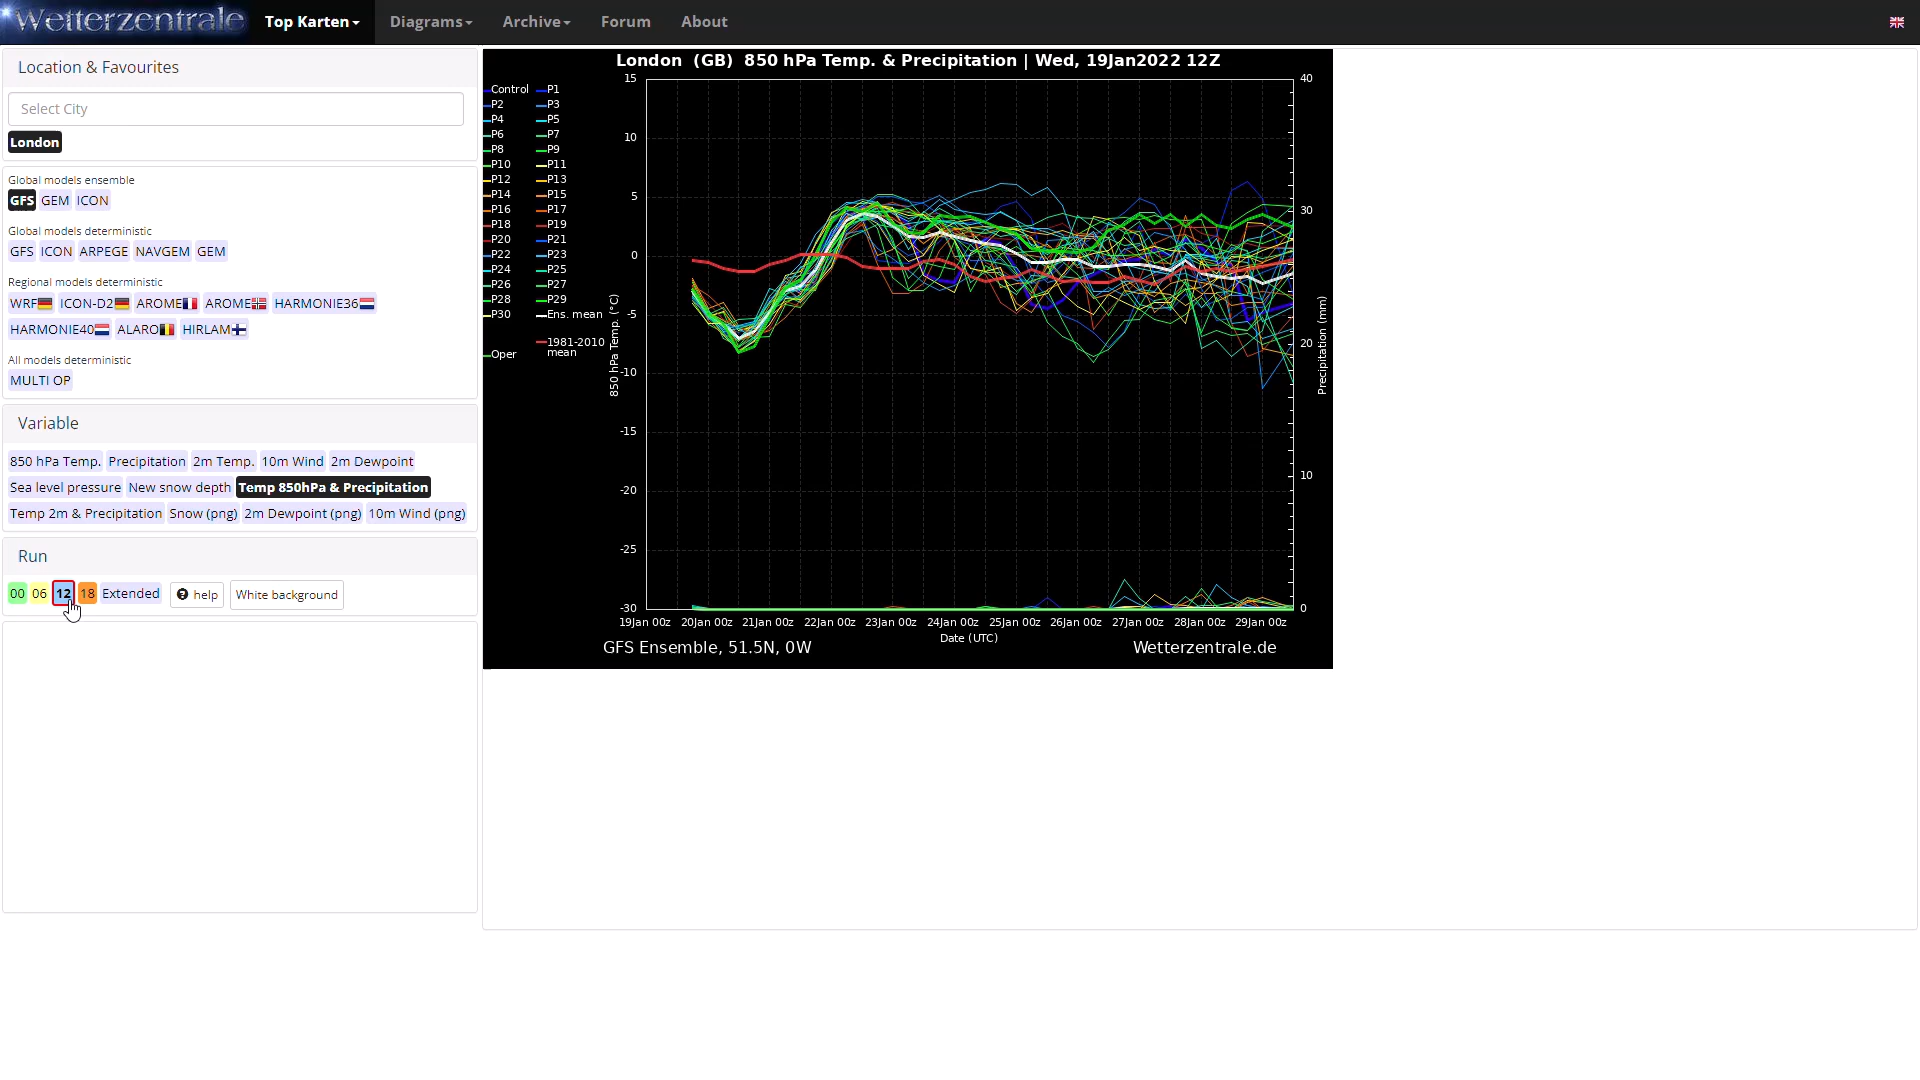 Wetterzentrale
Top Karten
Diagrams
Archive
Forum
About
Location & Favourites
Select City
London
Global models ensemble
GFS GEM ICON
Global models deterministic
GFS ICON ARPEGE NAVGEM GEM
Regional models deterministic
WRF ICON-D2 AROME AROME HARMONIE36
HARMONIE40 ALARO HIRLAM
All models deterministic
MULTI OP
Variable
850 hPa Temp. Precipitation 2m Temp. 10m Wind 2m Dewpoint
Sea level pressure New snow depth Temp 850hPa & Precipitation
Temp 2m & Precipitation Snow (png) 2m Dewpoint (png) 10m Wind (png)
Run
00 06 12 18 Extended help White background
London (GB) 850 hPa Temp. & Precipitation | Wed, 19Jan2022 12Z
Control P1
P2 P3
P4 P5
P6 P7
P8 P9
P10 P11
P12 P13
P14 P15
P16 P17
P18 P19
P20 P21
P22 P23
P24 P25
P26 P27
P28 P29
P30 Ens. mean
1981-2010
mean
Oper
850 hPa Temp. (°C)
15
10
5
0
-5
-10
-15
-20
-25
-30
40
30
20
10
0
Precipitation (mm)
19Jan 00z 20Jan 00z 21Jan 00z 22Jan 00z 23Jan 00z 24Jan 00z 25Jan 00z 26Jan 00z 27Jan 00z 28Jan 00z 29Jan 00z
Date (UTC)
GFS Ensemble, 51.5N, 0W
Wetterzentrale.de